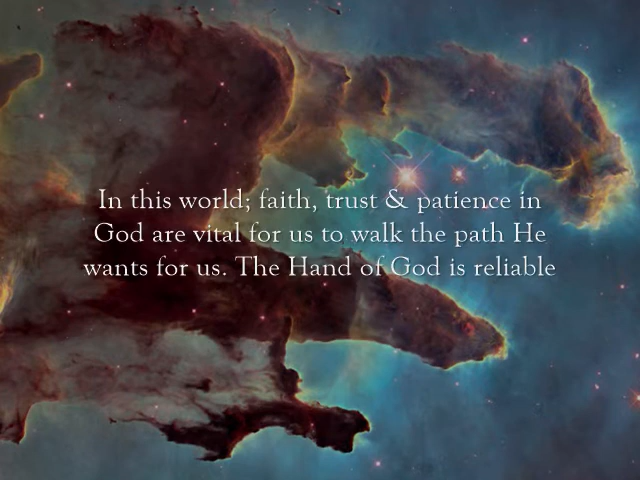 In this world; faith, trust & patience in
God are vital for us to walk the path He
wants for us. The Hand of God is reliable